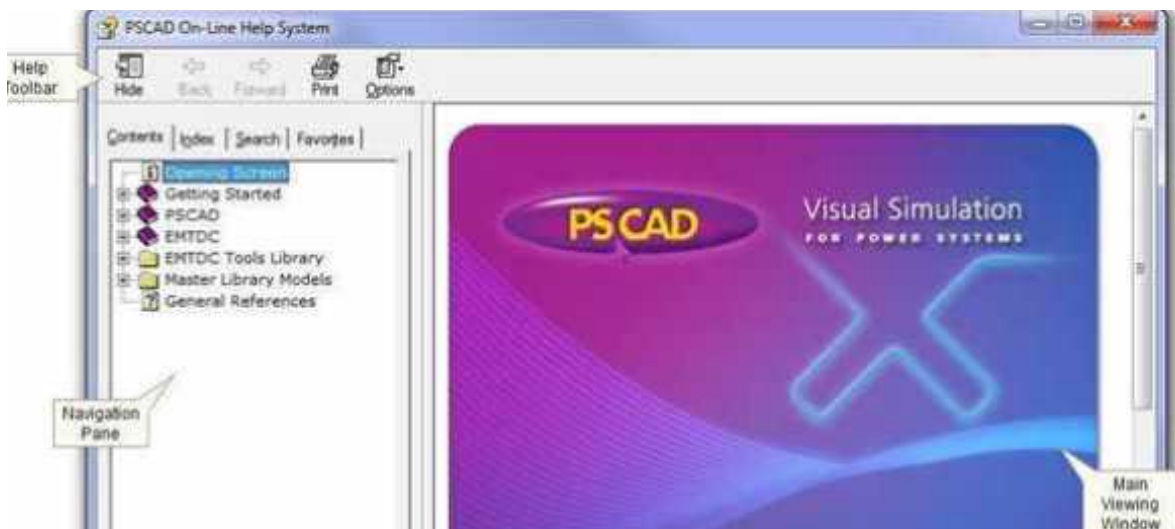 PSCAD On-Line Help System
Help
Toolbar
Hide
Back
Forward
Print
Options
Contents
Index
Search
Favorites
Opening Screen
Getting Started
PSCAD
EMTDC
EMTDC Tools Library
Master Library Models
General References
PSCAD
Visual Simulation
FOR POWER SYSTEMS
Navigation
Pane
Main
Viewing
Window